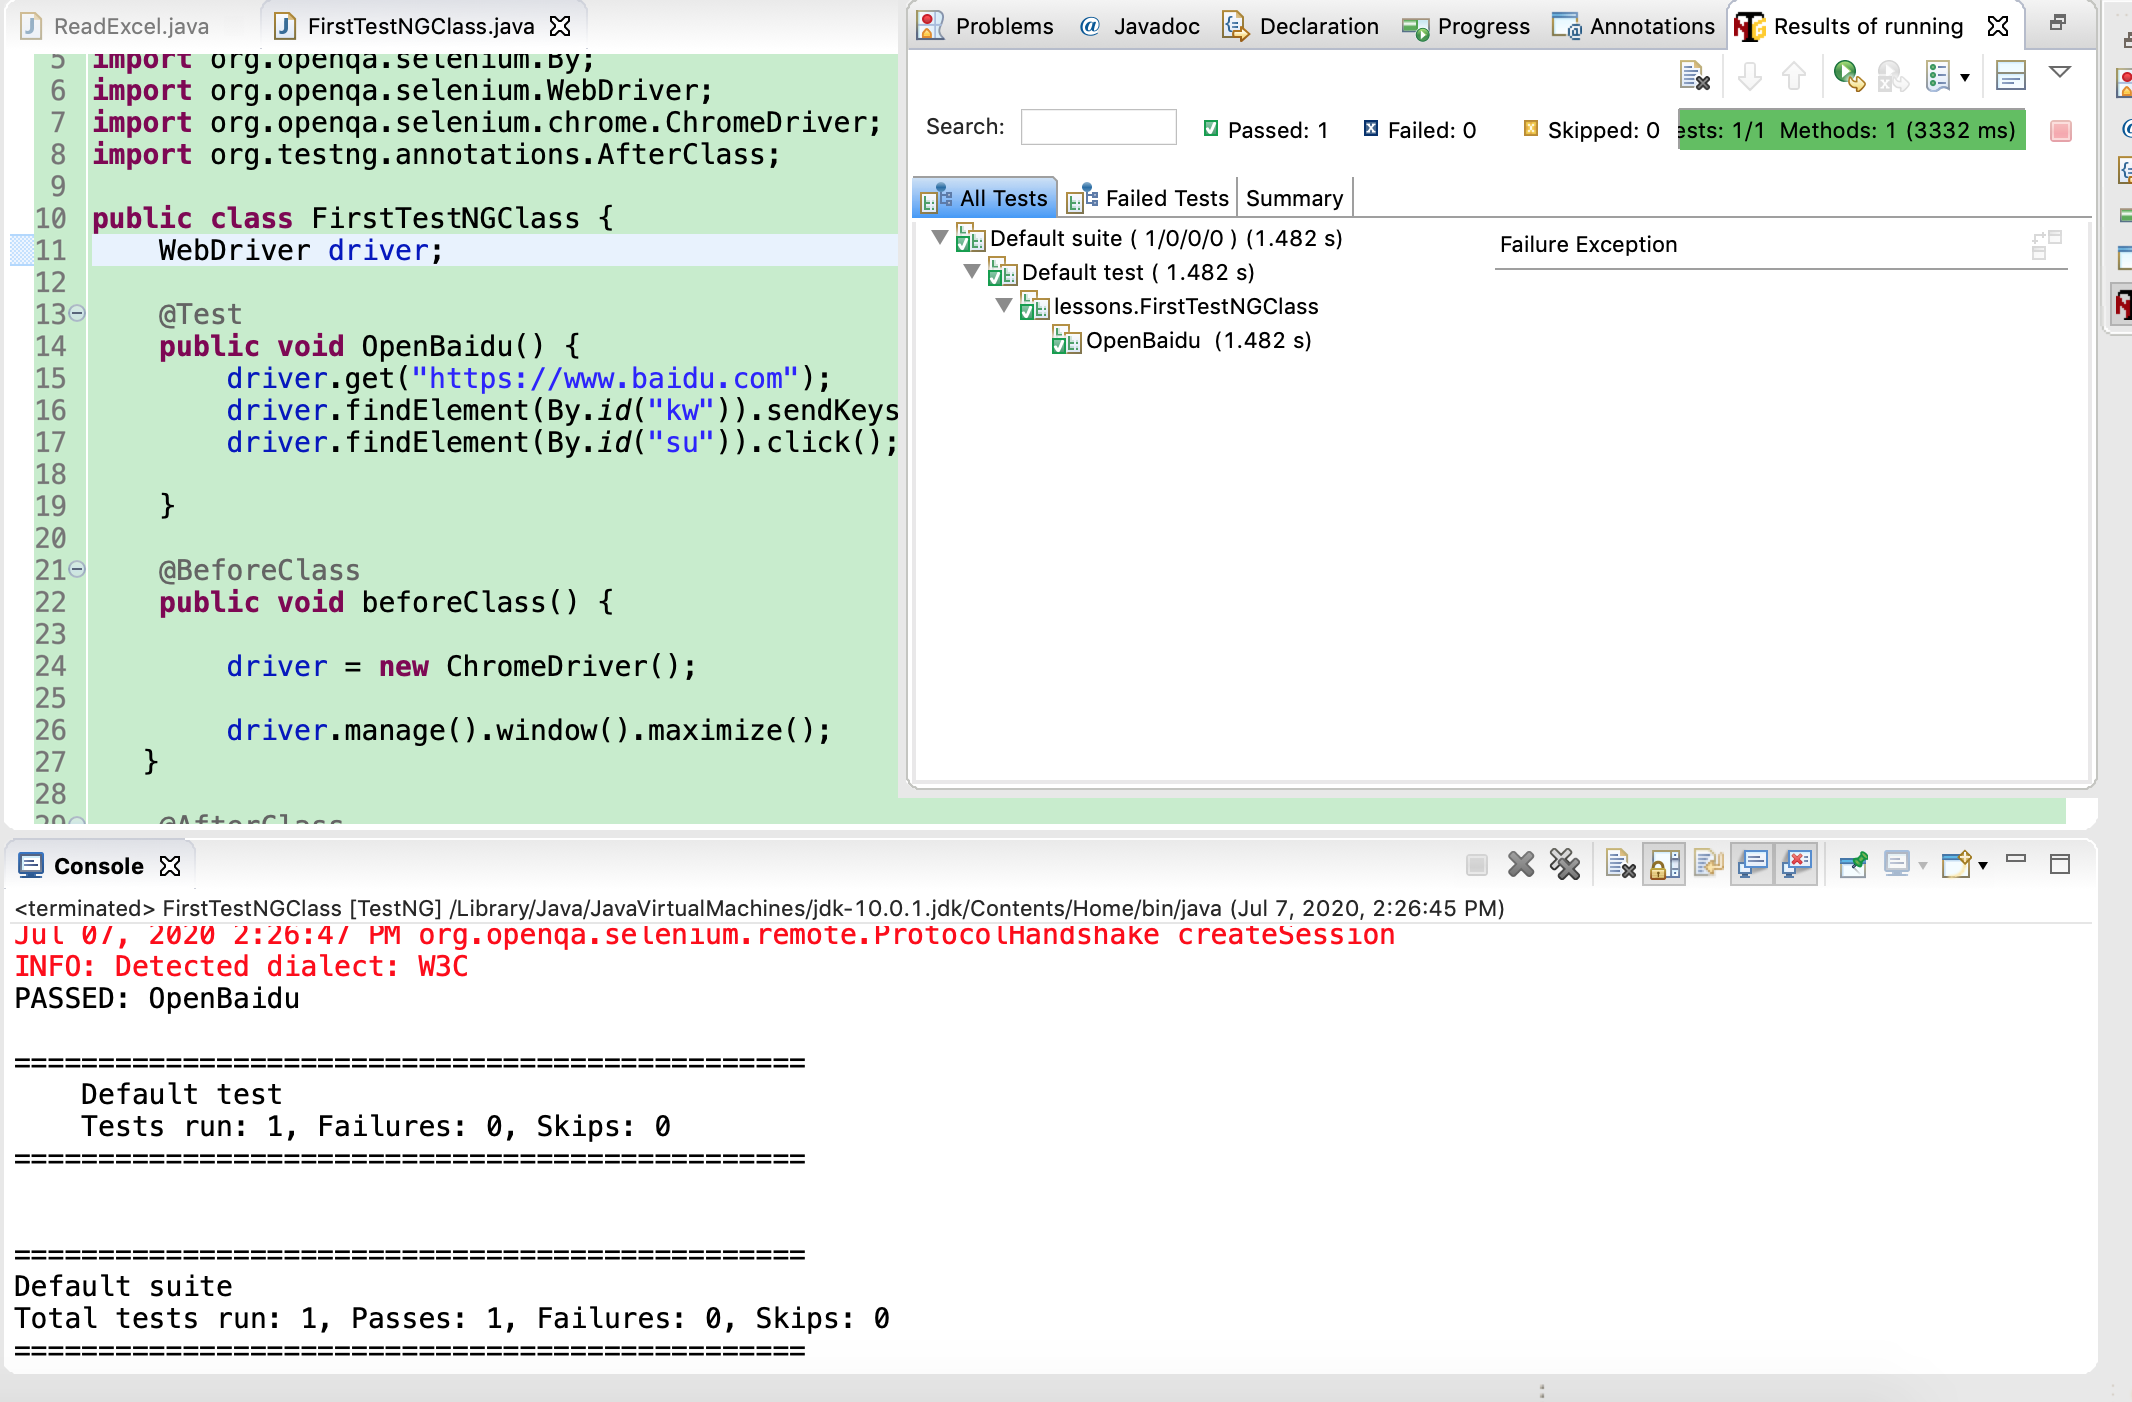 ReadExcel.java
FirstTestNGClass.java
5 import org.openqa.selenium.By;
6 import org.openqa.selenium.WebDriver;
7 import org.openqa.selenium.chrome.ChromeDriver;
8 import org.testng.annotations.AfterClass;
9
10 public class FirstTestNGClass {
11 WebDriver driver;
12
13 @Test
14 public void OpenBaidu() {
15 driver.get("https://www.baidu.com");
16 driver.findElement(By.id("kw")).sendKeys
17 driver.findElement(By.id("su")).click();
18
19 }
20
21 @BeforeClass
22 public void beforeClass() {
23
24 driver = new ChromeDriver();
25
26 driver.manage().window().maximize();
27 }
28
29 @AfterClass
Problems @ Javadoc Declaration Progress Annotations Results of running
Search: Passed: 1 Failed: 0 Skipped: 0 ests: 1/1 Methods: 1 (3332 ms)
All Tests Failed Tests Summary
Default suite ( 1/0/0/0 ) (1.482 s)
Default test ( 1.482 s)
lessons.FirstTestNGClass
OpenBaidu (1.482 s)
Failure Exception
Console
<terminated> FirstTestNGClass [TestNG] /Library/Java/JavaVirtualMachines/jdk-10.0.1.jdk/Contents/Home/bin/java (Jul 7, 2020, 2:26:45 PM)
Jul 07, 2020 2:26:47 PM org.openqa.selenium.remote.ProtocolHandshake createSession
INFO: Detected dialect: W3C
PASSED: OpenBaidu
===============================================
Default test
Tests run: 1, Failures: 0, Skips: 0
===============================================
===============================================
Default suite
Total tests run: 1, Passes: 1, Failures: 0, Skips: 0
===============================================